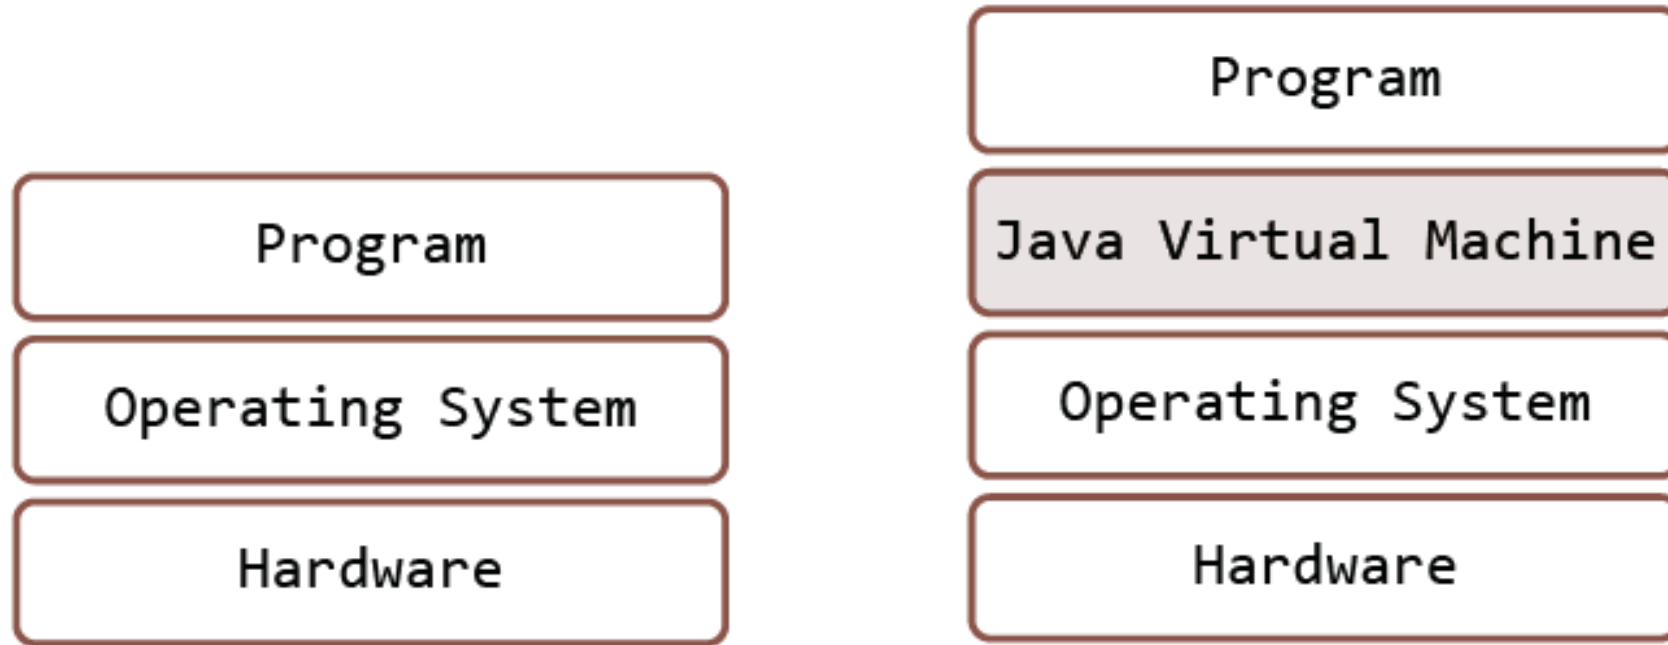 Program
Operating System
Hardware
Program
Java Virtual Machine
Operating System
Hardware